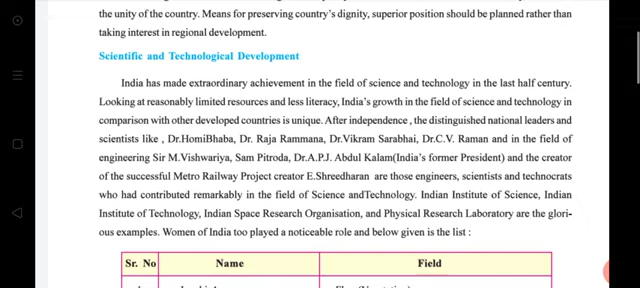 the unity of the country. Means for preserving country's dignity, superior position should be planned rather than
taking interest in regional development.
Scientific and Technological Development
India has made extraordinary achievement in the field of science and technology in the last half century.
Looking at reasonably limited resources and less literacy, India's growth in the field of science and technology in
comparison with other developed countries is unique. After independence , the distinguished national leaders and
scientists like , Dr.HomiBhaba, Dr. Raja Rammana, Dr.Vikram Sarabhai, Dr.C.V. Raman and in the field of
engineering Sir M.Vishwariya, Sam Pitroda, Dr.A.P.J. Abdul Kalam(India's former President) and the creator
of the successful Metro Railway Project creator E.Shreedharan are those engineers, scientists and technocrats
who had contributed remarkably in the field of Science andTechnology. Indian Institute of Science, Indian
Institute of Technology, Indian Space Research Organisation, and Physical Research Laboratory are the glori-
ous examples. Women of India too played a noticeable role and below given is the list :
Sr. No Name Field